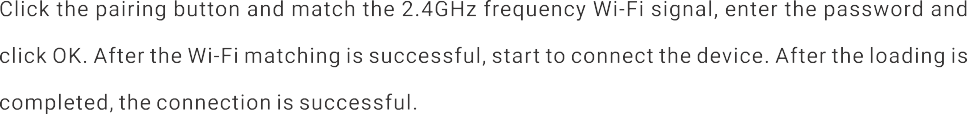 Click the pairing button and match the 2.4GHz frequency Wi-Fi signal, enter the password and
click OK. After the Wi-Fi matching is successful, start to connect the device. After the loading is
completed, the connection is successful.